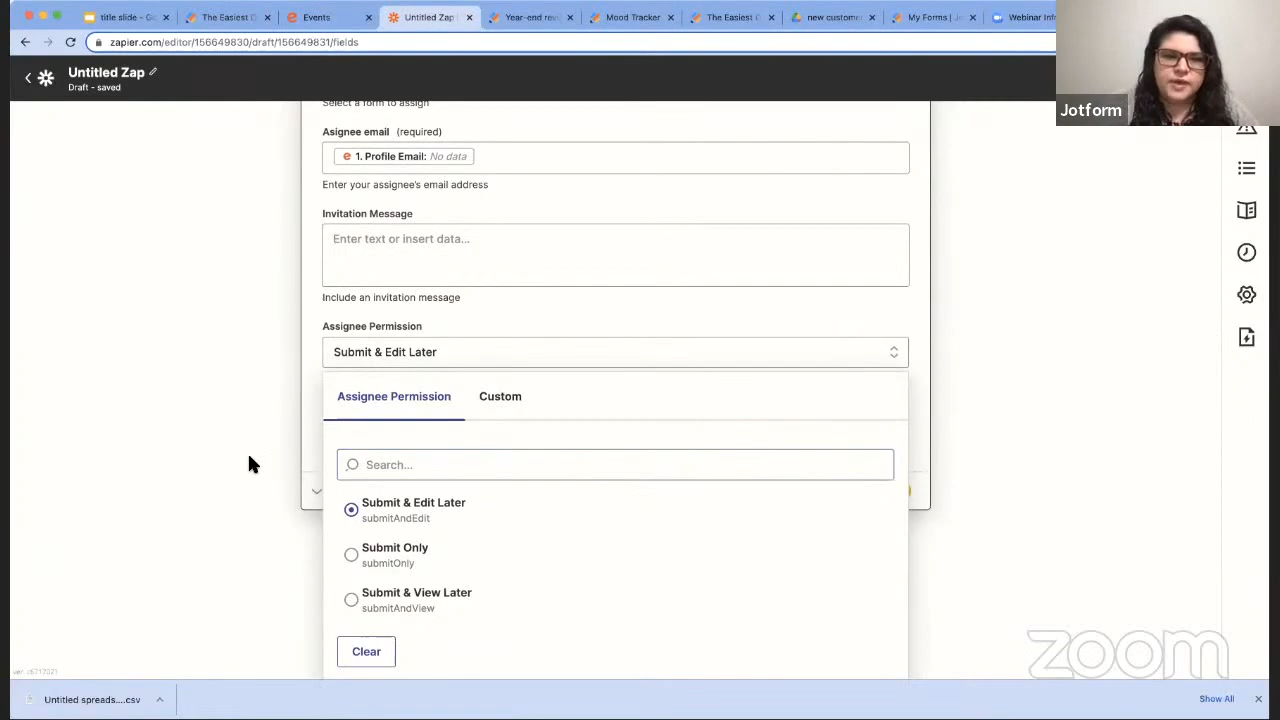 title slide - G
The Easiest D
Events
Untitled Zap
Year-end revi
Mood Tracker
The Easiest D
new custome
My Forms | J
Webinar Inf
zapier.com/editor/156649830/draft/156649831/fields
Untitled Zap
Draft - saved
Jotform
Select a form to assign
Asignee email (required)
1. Profile Email: No data
Enter your assignee's email address
Invitation Message
Enter text or insert data...
Include an invitation message
Assignee Permission
Submit & Edit Later
Assignee Permission Custom
Search...
Submit & Edit Later
submitAndEdit
Submit Only
submitOnly
Submit & View Later
submitAndView
Clear
zoom
Untitled spreads....csv
Show All